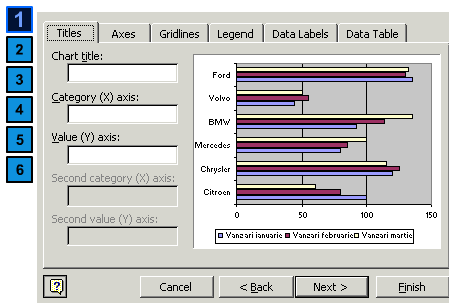 1
2
3
4
5
6
Titles Axes Gridlines Legend Data Labels Data Table
Chart title:
Category (X) axis:
Value (Y) axis:
Second category (X) axis:
Second value (Y) axis:
Ford
Volvo
BMW
Mercedes
Chrysler
Citroen
0 50 100 150
Vanzari ianuarie Vanzari februarie Vanzari martie
?
Cancel < Back Next > Finish